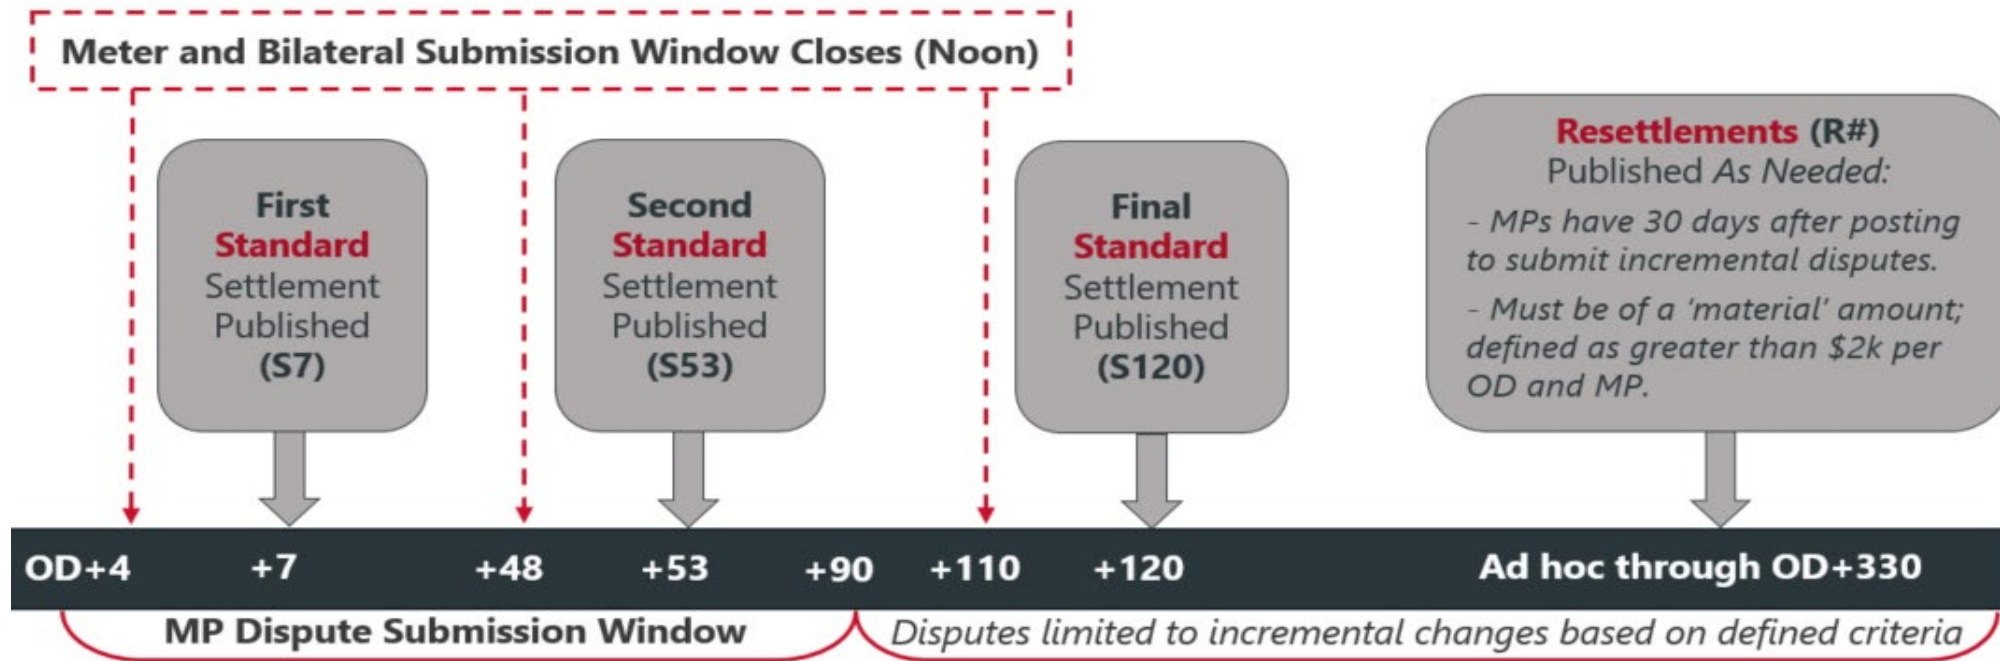 Meter and Bilateral Submission Window Closes (Noon)
First
Standard
Settlement
Published
(S7)
Second
Standard
Settlement
Published
(S53)
Final
Standard
Settlement
Published
(S120)
Resettlements (R#)
Published As Needed:
- MPs have 30 days after posting
to submit incremental disputes.
- Must be of a ‘material’ amount;
defined as greater than $2k per
OD and MP.
OD+4 +7 +48 +53 +90 +110 +120 Ad hoc through OD+330
MP Dispute Submission Window
Disputes limited to incremental changes based on defined criteria